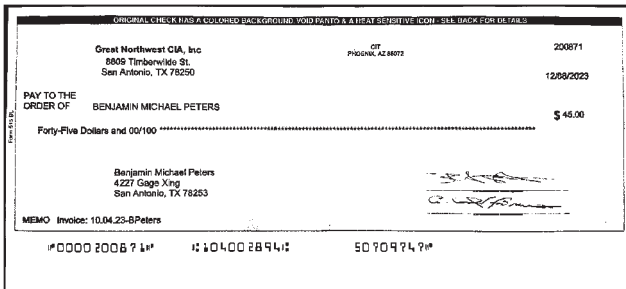 ORIGINAL CHECK HAS A COLORED BACKGROUND, VOID PANTO & A HEAT SENSITIVE ICON - SEE BACK FOR DETAILS
Great Northwest CIA, Inc
8809 Timberwilde St.
San Antonio, TX 78250
CIT
PHOENIX, AZ 85072
200871
12/08/2023
PAY TO THE
ORDER OF BENJAMIN MICHAEL PETERS
$ 45.00
Forty-Five Dollars and 00/100 ****************************************
Benjamin Michael Peters
4227 Gage Xing
San Antonio, TX 78253
MEMO Invoice: 10.04.23-BPeters
⑈0000200871⑈ ⑆104002894⑆ 50709747⑈